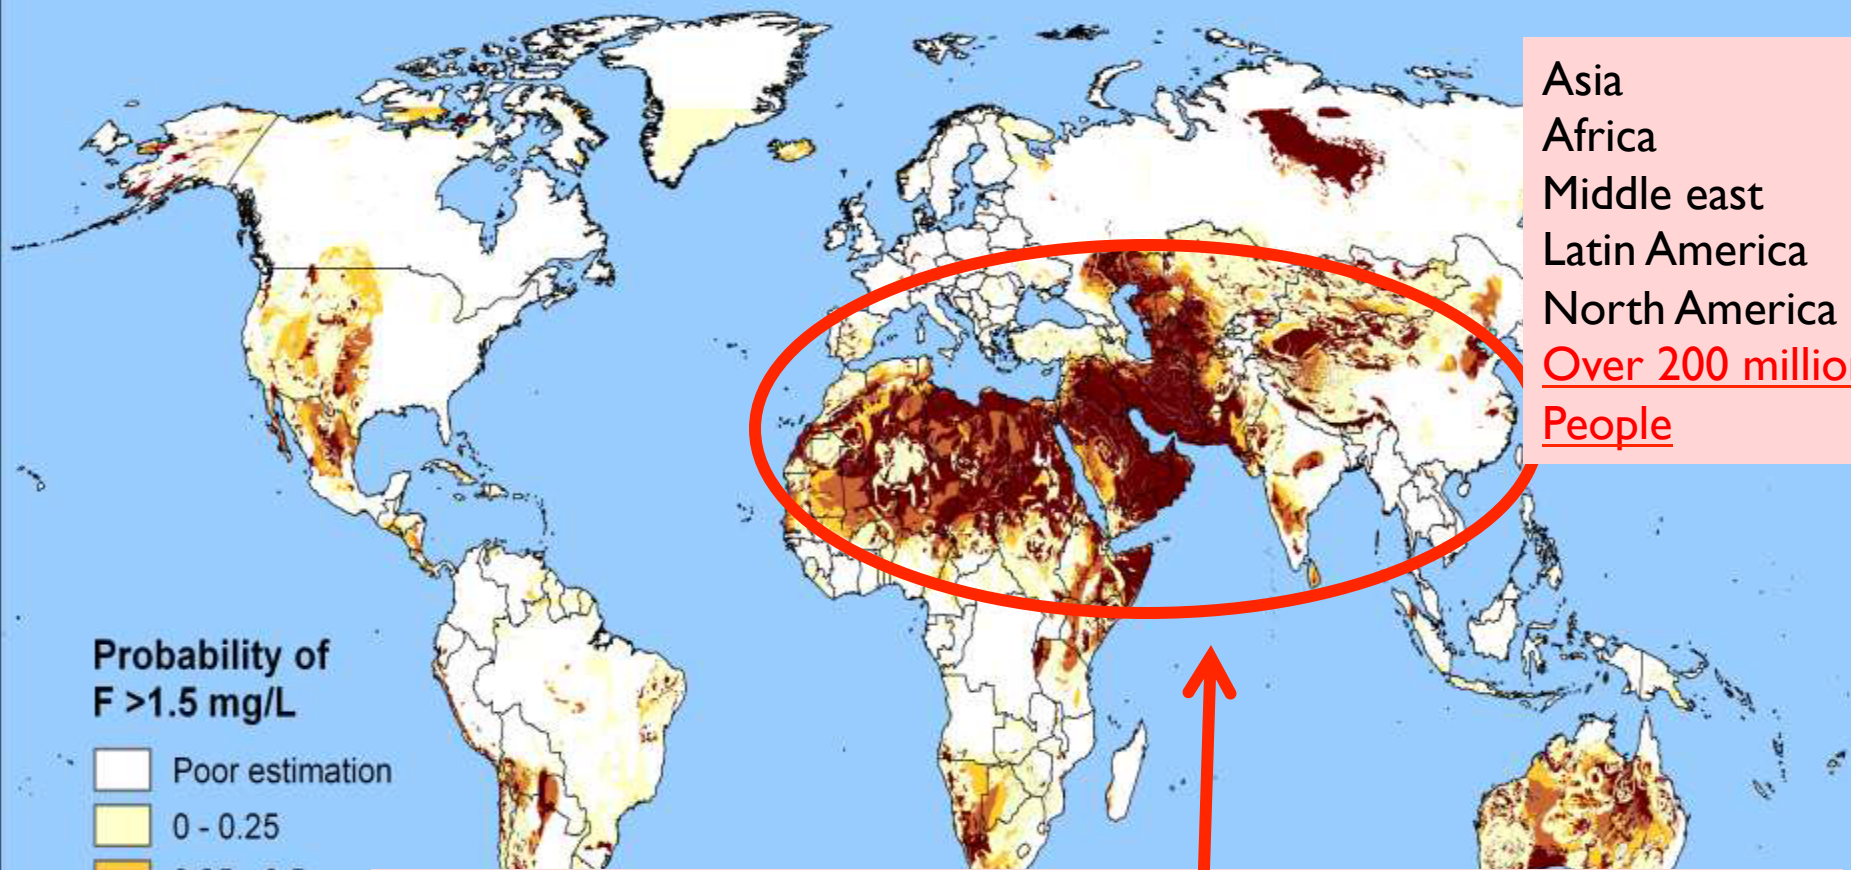 Asia
Africa
Middle east
Latin America
North America
Over 200 million
People
Probability of
F >1.5 mg/L
Poor estimation
0 - 0.25